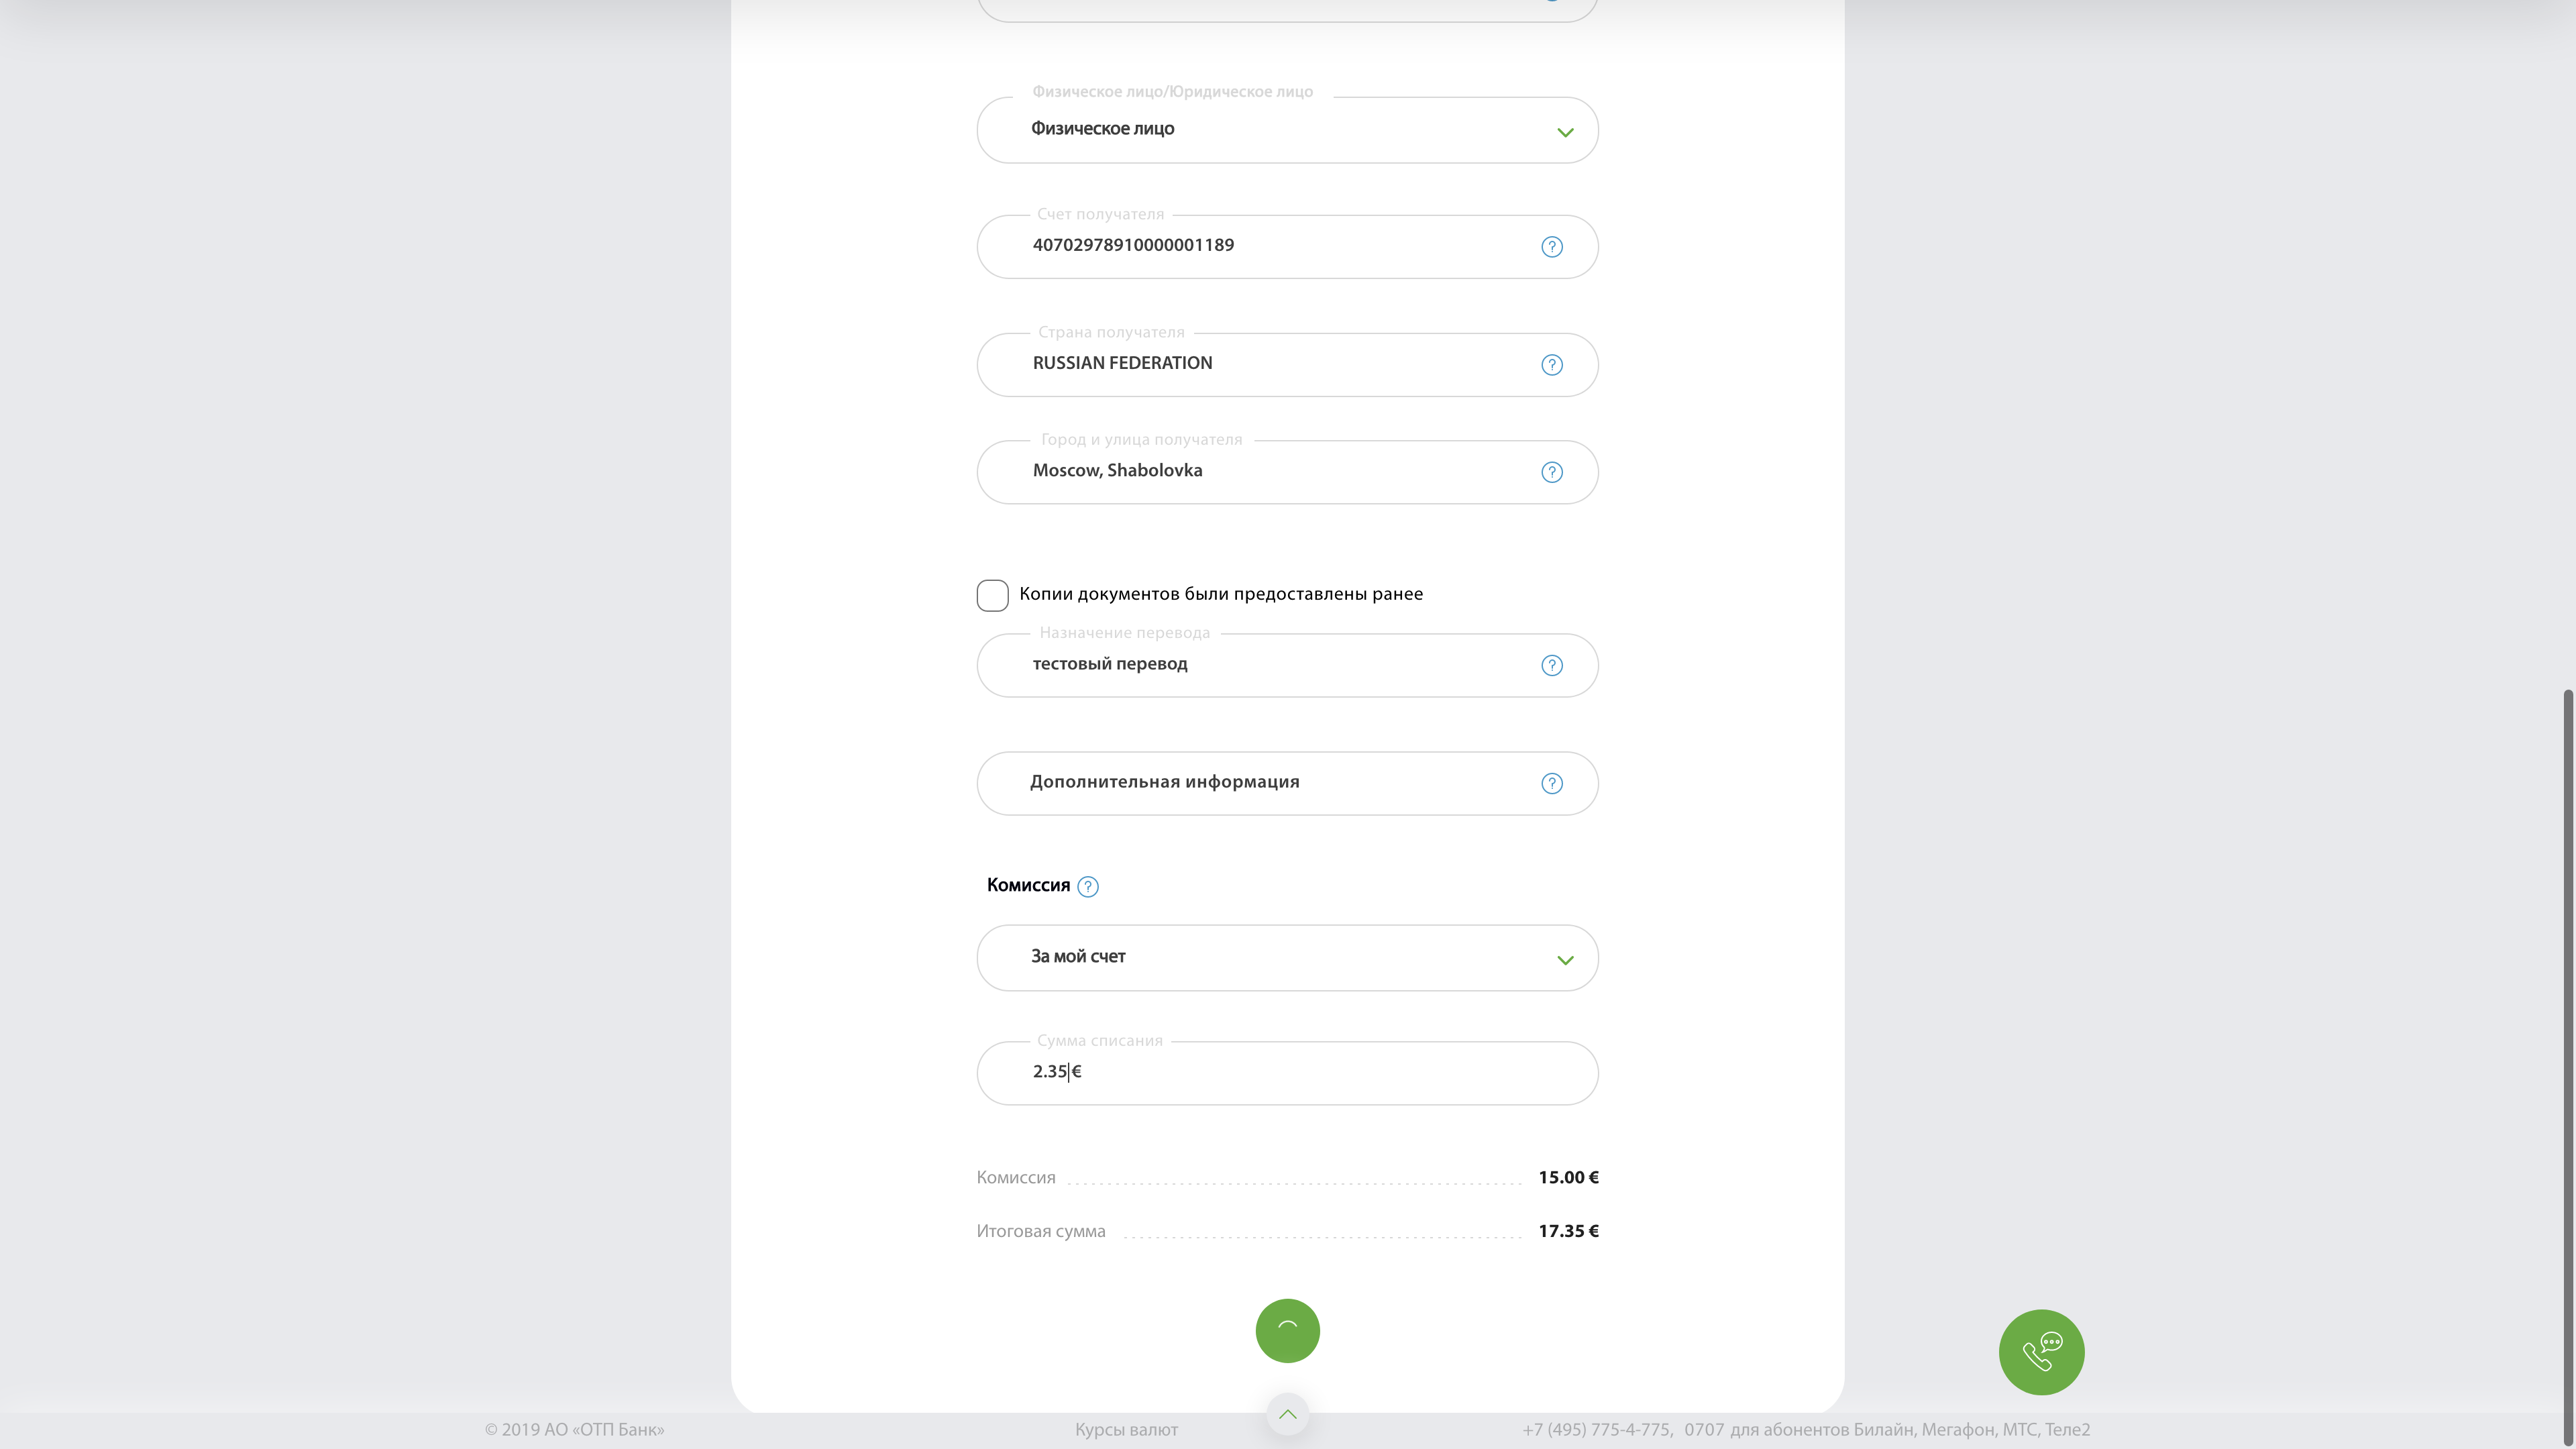 Физическое лицо/Юридическое лицо
Физическое лицо
Счет получателя
40702978910000001189
Страна получателя
RUSSIAN FEDERATION
Город и улица получателя
Moscow, Shabolovka
Копии документов были предоставлены ранее
Назначение перевода
тестовый перевод
Дополнительная информация
Комиссия
За мой счет
Сумма списания
2.35 €
Комиссия 15.00 €
Итоговая сумма 17.35 €
© 2019 АО «ОТП Банк» Курсы валют +7 (495) 775-4-775, 0707 для абонентов Билайн, Мегафон, МТС, Теле2